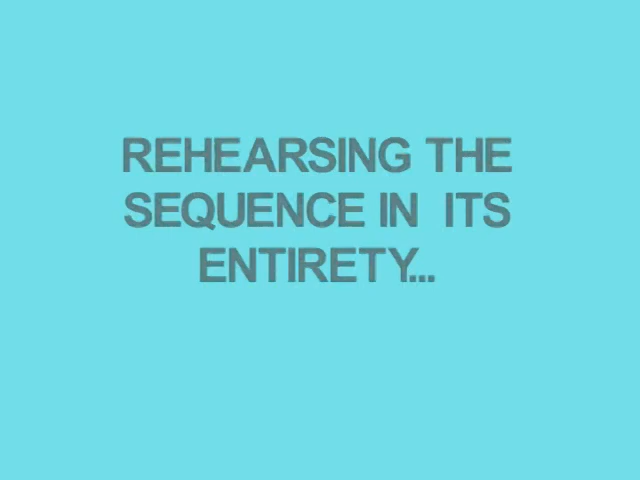 REHEARSING THE
SEQUENCE IN ITS
ENTIRETY...